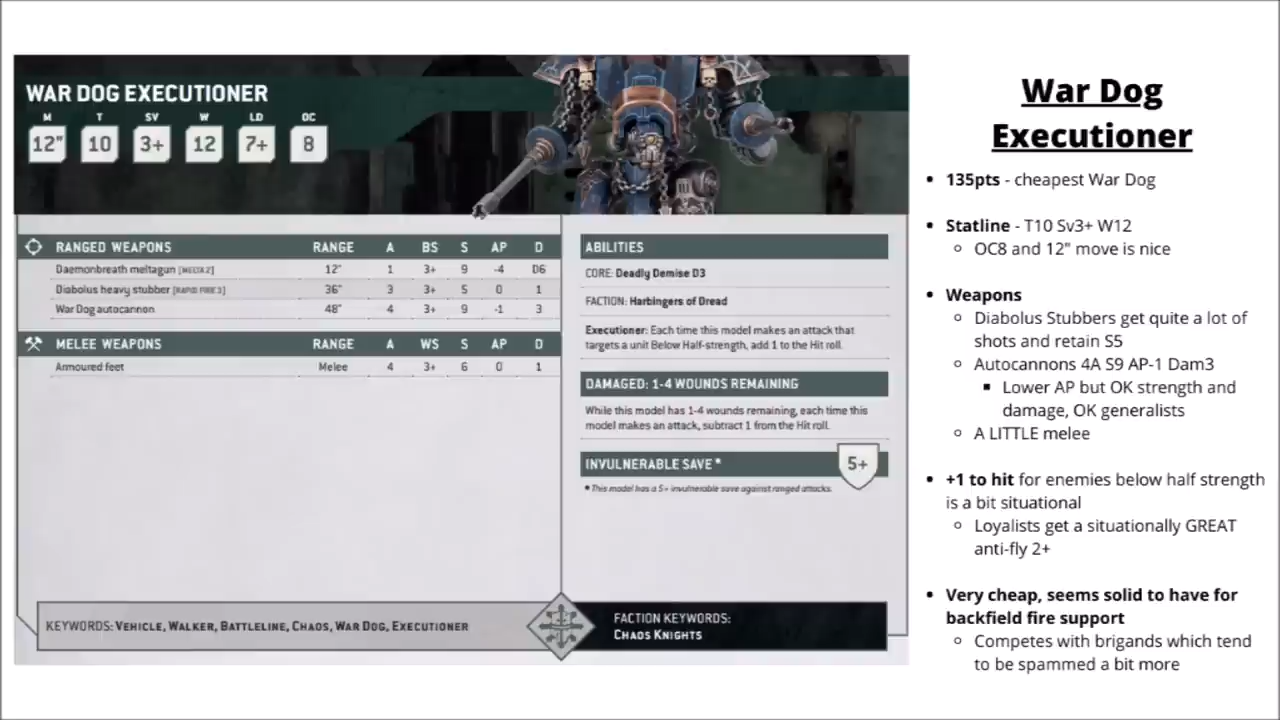 WAR DOG EXECUTIONER
M T SV W LD OC
12" 10 3+ 12 7+ 8
RANGED WEAPONS RANGE A BS S AP D
Daemonbreath meltagun [MELTA 2] 12" 1 3+ 9 -4 D6
Diabolus heavy stubber [RAPID FIRE 3] 36" 3 3+ 5 0 1
War Dog autocannon 48" 4 3+ 9 -1 3
MELEE WEAPONS RANGE A WS S AP D
Armoured feet Melee 4 3+ 6 0 1
ABILITIES
CORE: Deadly Demise D3
FACTION: Harbingers of Dread
Executioner: Each time this model makes an attack that
targets a unit Below Half-strength, add 1 to the Hit roll.
DAMAGED: 1-4 WOUNDS REMAINING
While this model has 1-4 wounds remaining, each time this
model makes an attack, subtract 1 from the Hit roll.
INVULNERABLE SAVE* 5+
* This model has a 5+ invulnerable save against ranged attacks.
KEYWORDS: VEHICLE, WALKER, BATTLELINE, CHAOS, WAR DOG, EXECUTIONER
FACTION KEYWORDS:
CHAOS KNIGHTS
War Dog
Executioner
• 135pts - cheapest War Dog
• Statline - T10 Sv3+ W12
◦ OC8 and 12" move is nice
• Weapons
◦ Diabolus Stubbers get quite a lot of
shots and retain S5
◦ Autocannons 4A S9 AP-1 Dam3
▪ Lower AP but OK strength and
damage, OK generalists
◦ A LITTLE melee
• +1 to hit for enemies below half strength
is a bit situational
◦ Loyalists get a situationally GREAT
anti-fly 2+
• Very cheap, seems solid to have for
backfield fire support
◦ Competes with brigands which tend
to be spammed a bit more